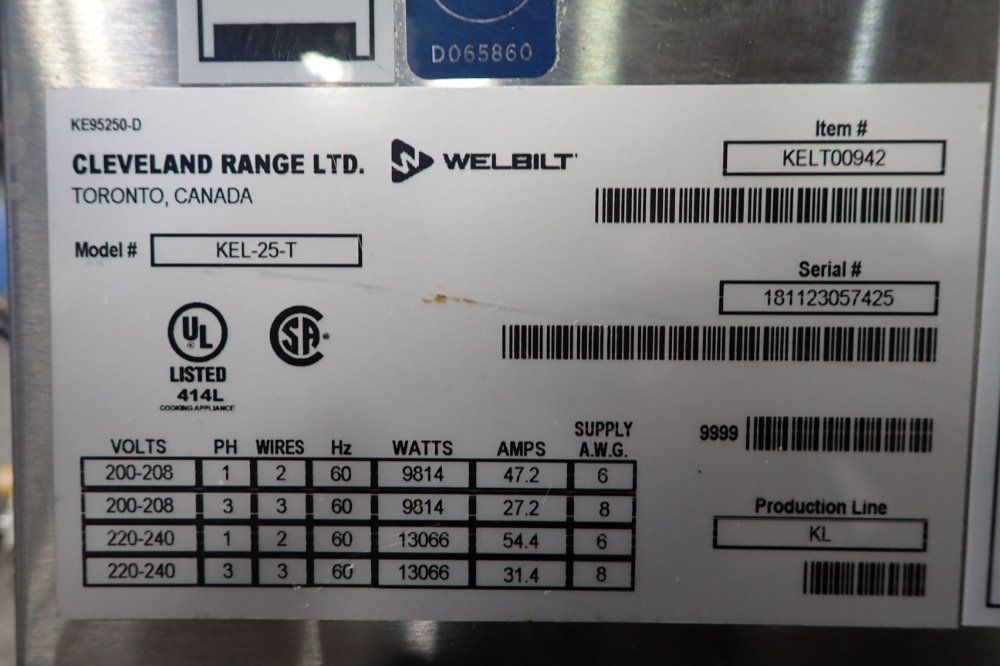 D065860
KE95250-D
CLEVELAND RANGE LTD.
WELBILT
TORONTO, CANADA
Model # KEL-25-T
Item #
KELT00942
Serial #
181123057425
UL
LISTED
414L
COOKING APPLIANCE
SA
9999
VOLTS PH WIRES Hz WATTS AMPS SUPPLY A.W.G.
200-208 1 2 60 9814 47.2 6
200-208 3 3 60 9814 27.2 8
220-240 1 2 60 13066 54.4 6
220-240 3 3 60 13066 31.4 8
Production Line
KL